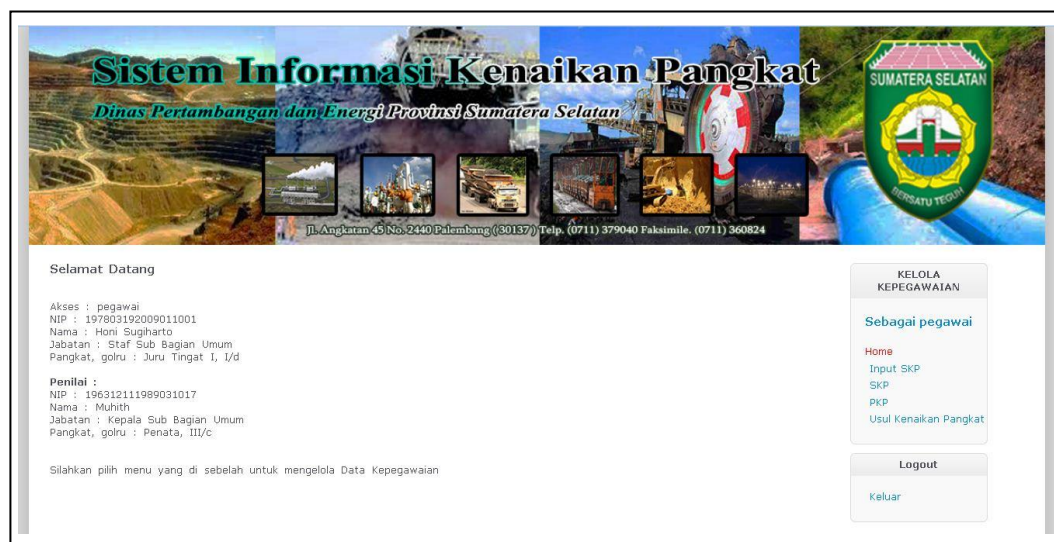 Sistem Informasi Kenaikan Pangkat
Dinas Pertambangan dan Energi Provinsi Sumatera Selatan
SUMATERA SELATAN
BERSATU TEGUH
Jl. Angkatan 45 No. 2440 Palembang ((30137)) Telp. (0711) 379040 Faksimile. (0711) 360824
Selamat Datang
Akses : pegawai
NIP : 197803192009011001
Nama : Honi Sugiharto
Jabatan : Staf Sub Bagian Umum
Pangkat, golru : Juru Tingat I, I/d
Penilai :
NIP : 196312111989031017
Nama : Muhith
Jabatan : Kepala Sub Bagian Umum
Pangkat, golru : Penata, III/c
Silahkan pilih menu yang di sebelah untuk mengelola Data Kepegawaian
KELOLA
KEPEGAWAIAN
Sebagai pegawai
Home
Input SKP
SKP
PKP
Usul Kenaikan Pangkat
Logout
Keluar